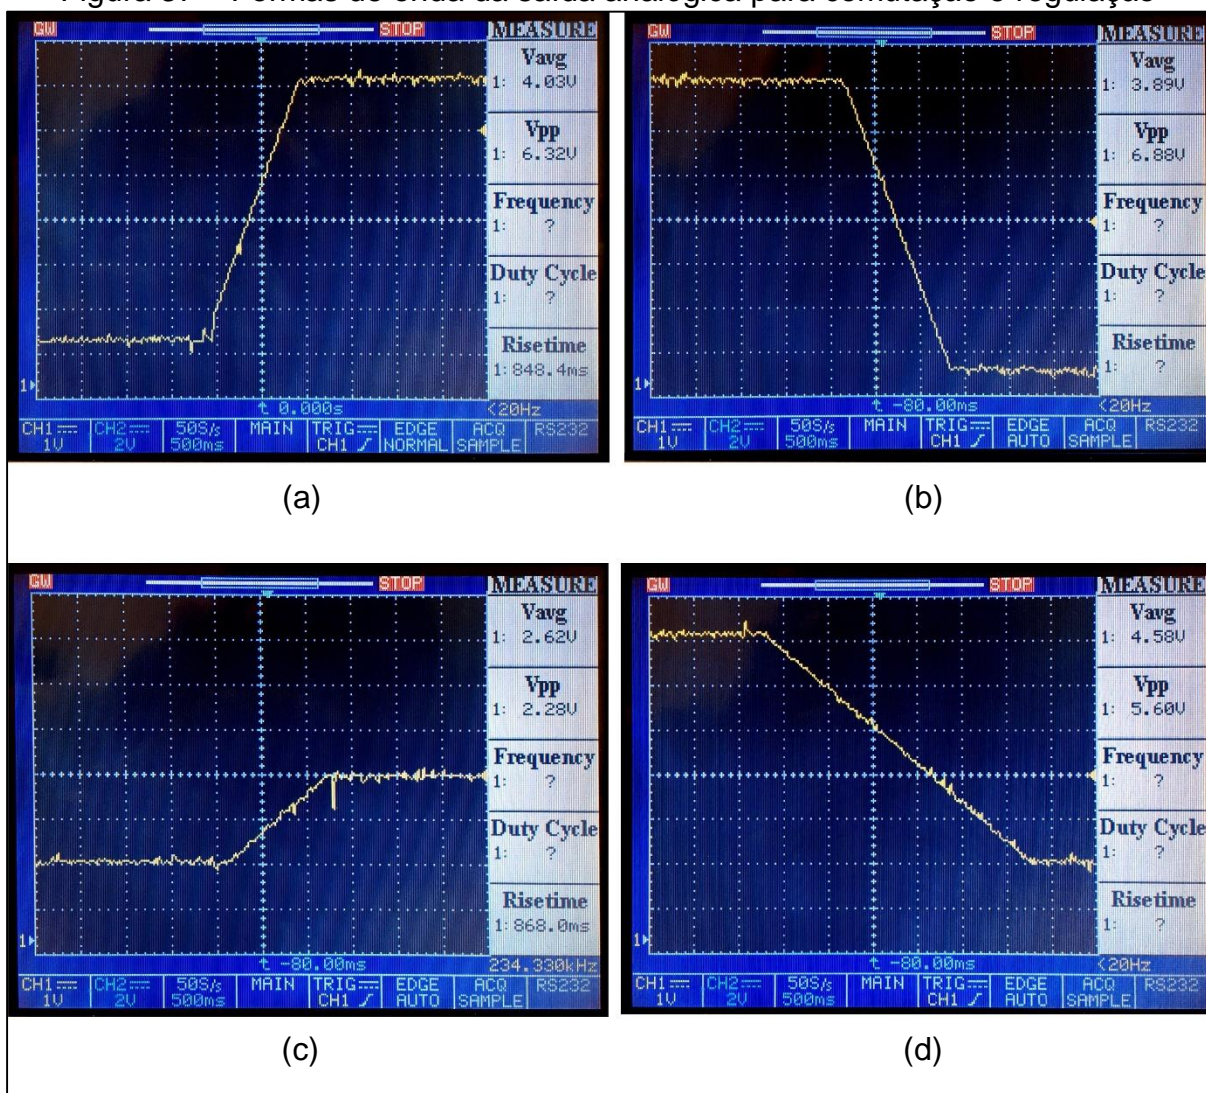 GW STOP MEASURE
Vavg
1: 4.03V
Vpp
1: 6.32V
Frequency
1: ?
Duty Cycle
1: ?
Risetime
1:848.4ms
1
0.000s <20Hz
CH1 CH2 50S/s MAIN TRIG EDGE ACQ RS232
1V 2V 500ms CH1 NORMAL SAMPLE
(a)
GW STOP MEASURE
Vavg
1: 3.89V
Vpp
1: 6.88V
Frequency
1: ?
Duty Cycle
1: ?
Risetime
1: ?
1
-80.00ms <20Hz
CH1 CH2 50S/s MAIN TRIG EDGE ACQ RS232
1V 2V 500ms CH1 AUTO SAMPLE
(b)
GW STOP MEASURE
Vavg
1: 2.62V
Vpp
1: 2.28V
Frequency
1: ?
Duty Cycle
1: ?
Risetime
1:868.0ms
1
-80.00ms 234.330kHz
CH1 CH2 50S/s MAIN TRIG EDGE ACQ RS232
1V 2V 500ms CH1 AUTO SAMPLE
(c)
GW STOP MEASURE
Vavg
1: 4.58V
Vpp
1: 5.60V
Frequency
1: ?
Duty Cycle
1: ?
Risetime
1: ?
1
-80.00ms <20Hz
CH1 CH2 50S/s MAIN TRIG EDGE ACQ RS232
1V 2V 500ms CH1 AUTO SAMPLE
(d)